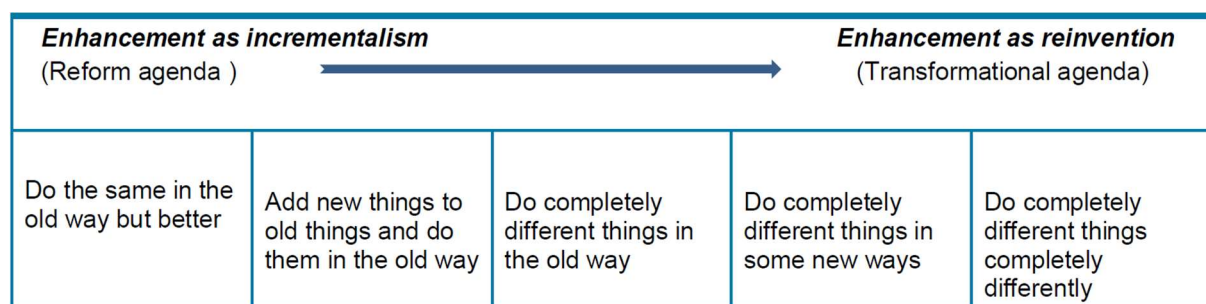 Enhancement as incrementalism
Enhancement as reinvention
(Reform agenda )
(Transformational agenda)
Do the same in the
old way but better
Add new things to
old things and do
them in the old way
Do completely
different things in
the old way
Do completely
different things in
some new ways
Do completely
different things
completely
differently